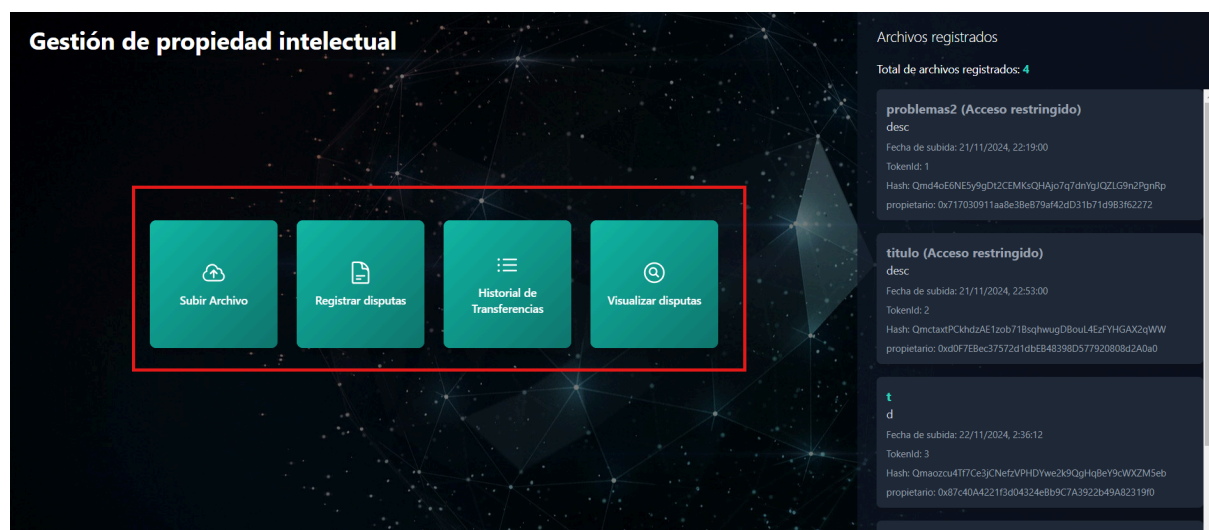 Gestión de propiedad intelectual
Subir Archivo
Registrar disputas
Historial de
Transferencias
Visualizar disputas
Archivos registrados
Total de archivos registrados: 4
problemas2 (Acceso restringido)
desc
Fecha de subida: 21/11/2024, 22:19:00
TokenId: 1
Hash: Qmd4oE6NE5y9gDt2CEMKsQHAjo7q7dnYgJQZLG9n2PgnRp
propietario: 0x717030911aa8e3BeB79af42dD31b71d9B3f62272
titulo (Acceso restringido)
desc
Fecha de subida: 21/11/2024, 22:53:00
TokenId: 2
Hash: QmctaxtPCkhdzAE1zob71BsqhwugDBouL4EzFYHGAX2qWW
propietario: 0xd0F7EBec37572d1dbEB48398D577920808d2A0a0
t
d
Fecha de subida: 22/11/2024, 2:36:12
TokenId: 3
Hash: Qmaozcu4Tf7Ce3jCNefzVPHDYwe2k9QgHq8eY9cWXZM5eb
propietario: 0x87c40A4221f3d04324eBb9C7A3922b49A82319f0